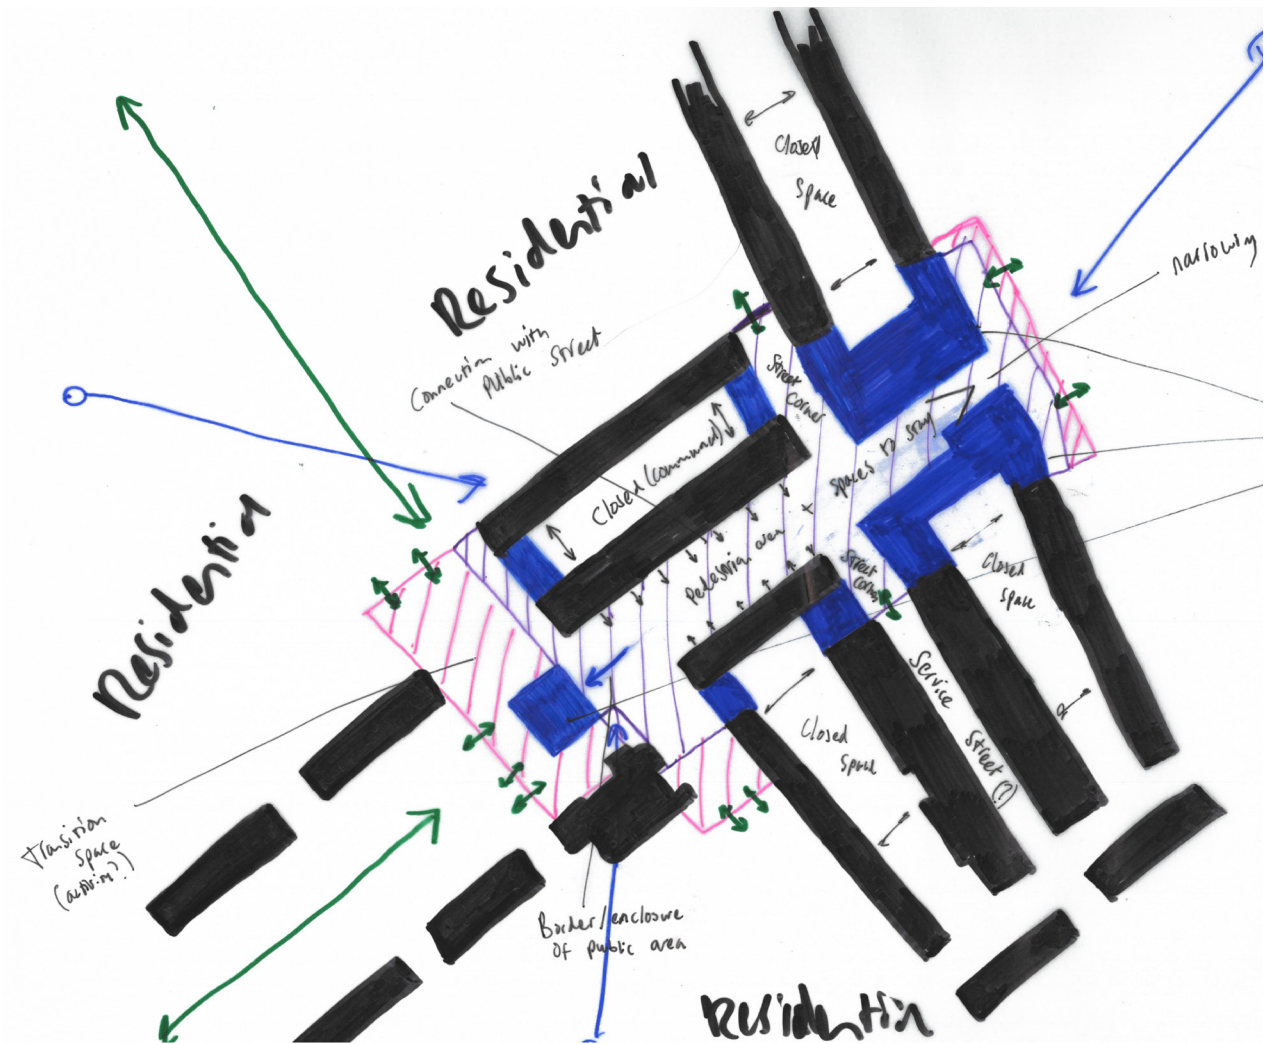 Closed
Space
Residential
narrowing
Connection with
Public Street
Street
Corner
Closed (communal)
Spaces to stay
+
Pedestrian area
Residential
Street
Corner
Closed
Space
Service
Street (?)
Closed
Space
Transition
Space
(activity?)
Border/enclosure
of public area
Residential